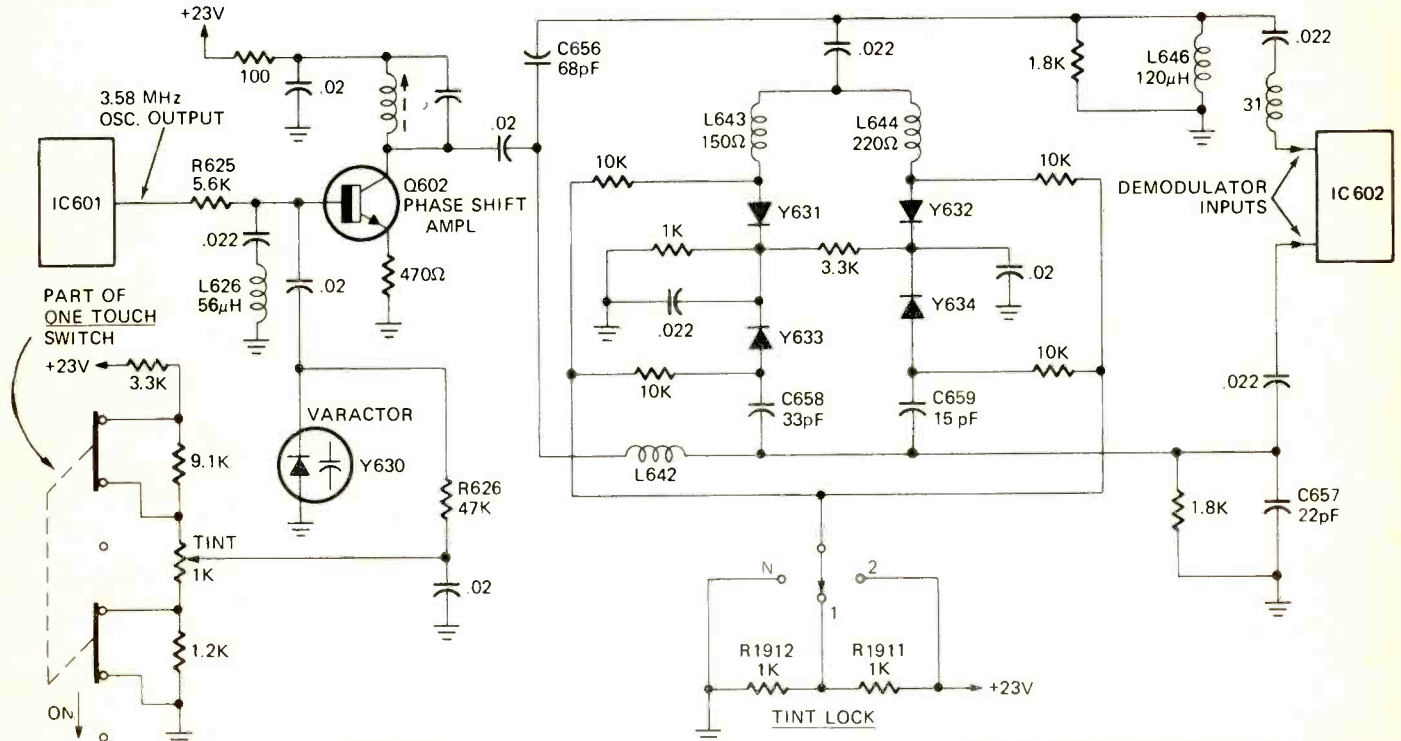 +23V
100
.02
3.58 MHz
OSC. OUTPUT
IC601
R625
5.6K
.022
L626
56µH
.02
Q602
PHASE SHIFT
AMPL
470Ω
.02
C656
68pF
.022
L643
150Ω
L644
220Ω
10K
10K
Y631
Y632
1K
3.3K
.02
.022
Y633
Y634
10K
10K
C658
33pF
C659
15 pF
L642
1.8K
L646
120µH
.022
31
DEMODULATOR
INPUTS
IC602
.022
1.8K
C657
22pF
PART OF
ONE TOUCH
SWITCH
+23V
3.3K
9.1K
TINT
1K
1.2K
ON
VARACTOR
Y630
R626
47K
.02
N
2
1
R1912
1K
R1911
1K
+23V
TINT LOCK